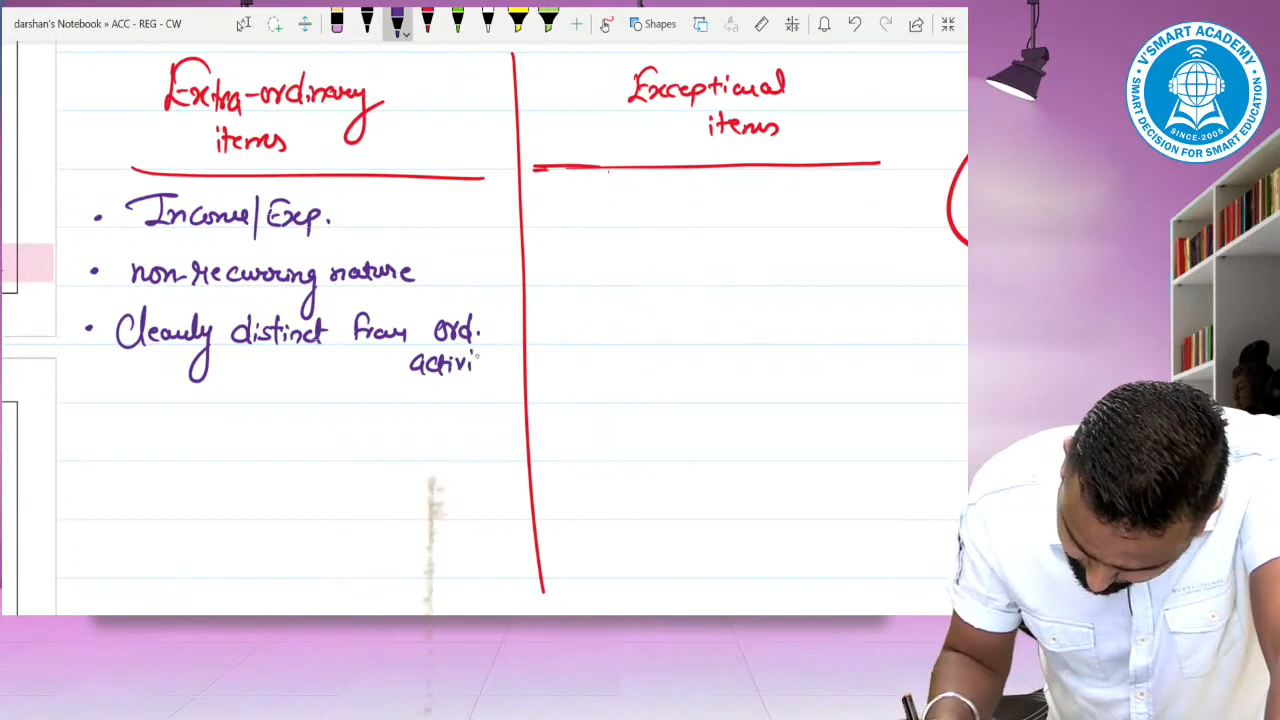 darshan's Notebook » ACC - REG - CW
Shapes
Extra-ordinary
items
Exceptional
items
• Income/Exp.
• non-recurring nature
• Clearly distinct from ord.
activi
V'SMART ACADEMY
SINCE-2005
SMART DECISION FOR SMART EDUCATION